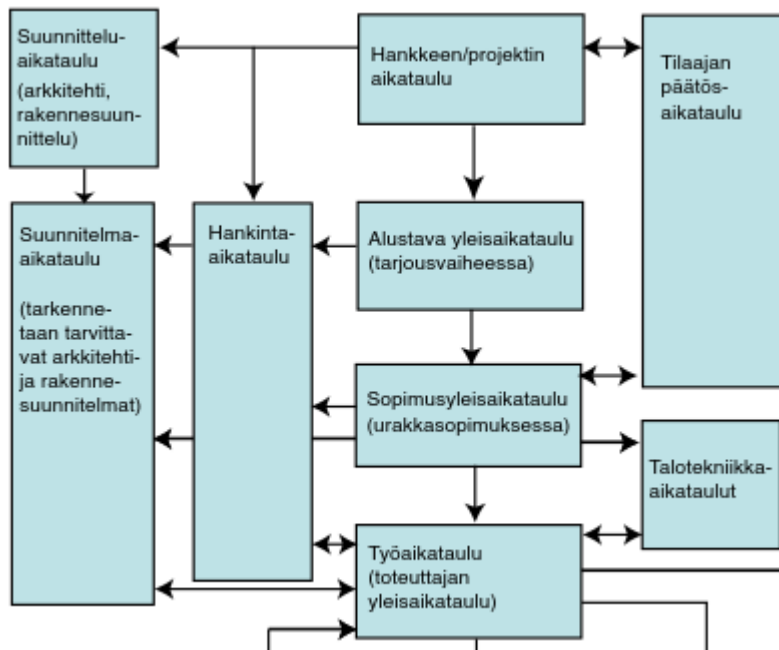 Suunnittelu-
aikataulu
(arkkitehti,
rakennesuun-
nittelu)
Hankkeen/projektin
aikataulu
Tilaajan
päätös-
aikataulu
Suunnitelma-
aikataulu
(tarkenne-
taan tarvitta-
vat arkkitehti-
ja rakenne-
suunnitelmat)
Hankinta-
aikataulu
Alustava yleisaikataulu
(tarjousvaiheessa)
Sopimusyleisaikataulu
(urakkasopimuksessa)
Talotekniikka-
aikataulut
Työaikataulu
(toteuttajan
yleisaikataulu)